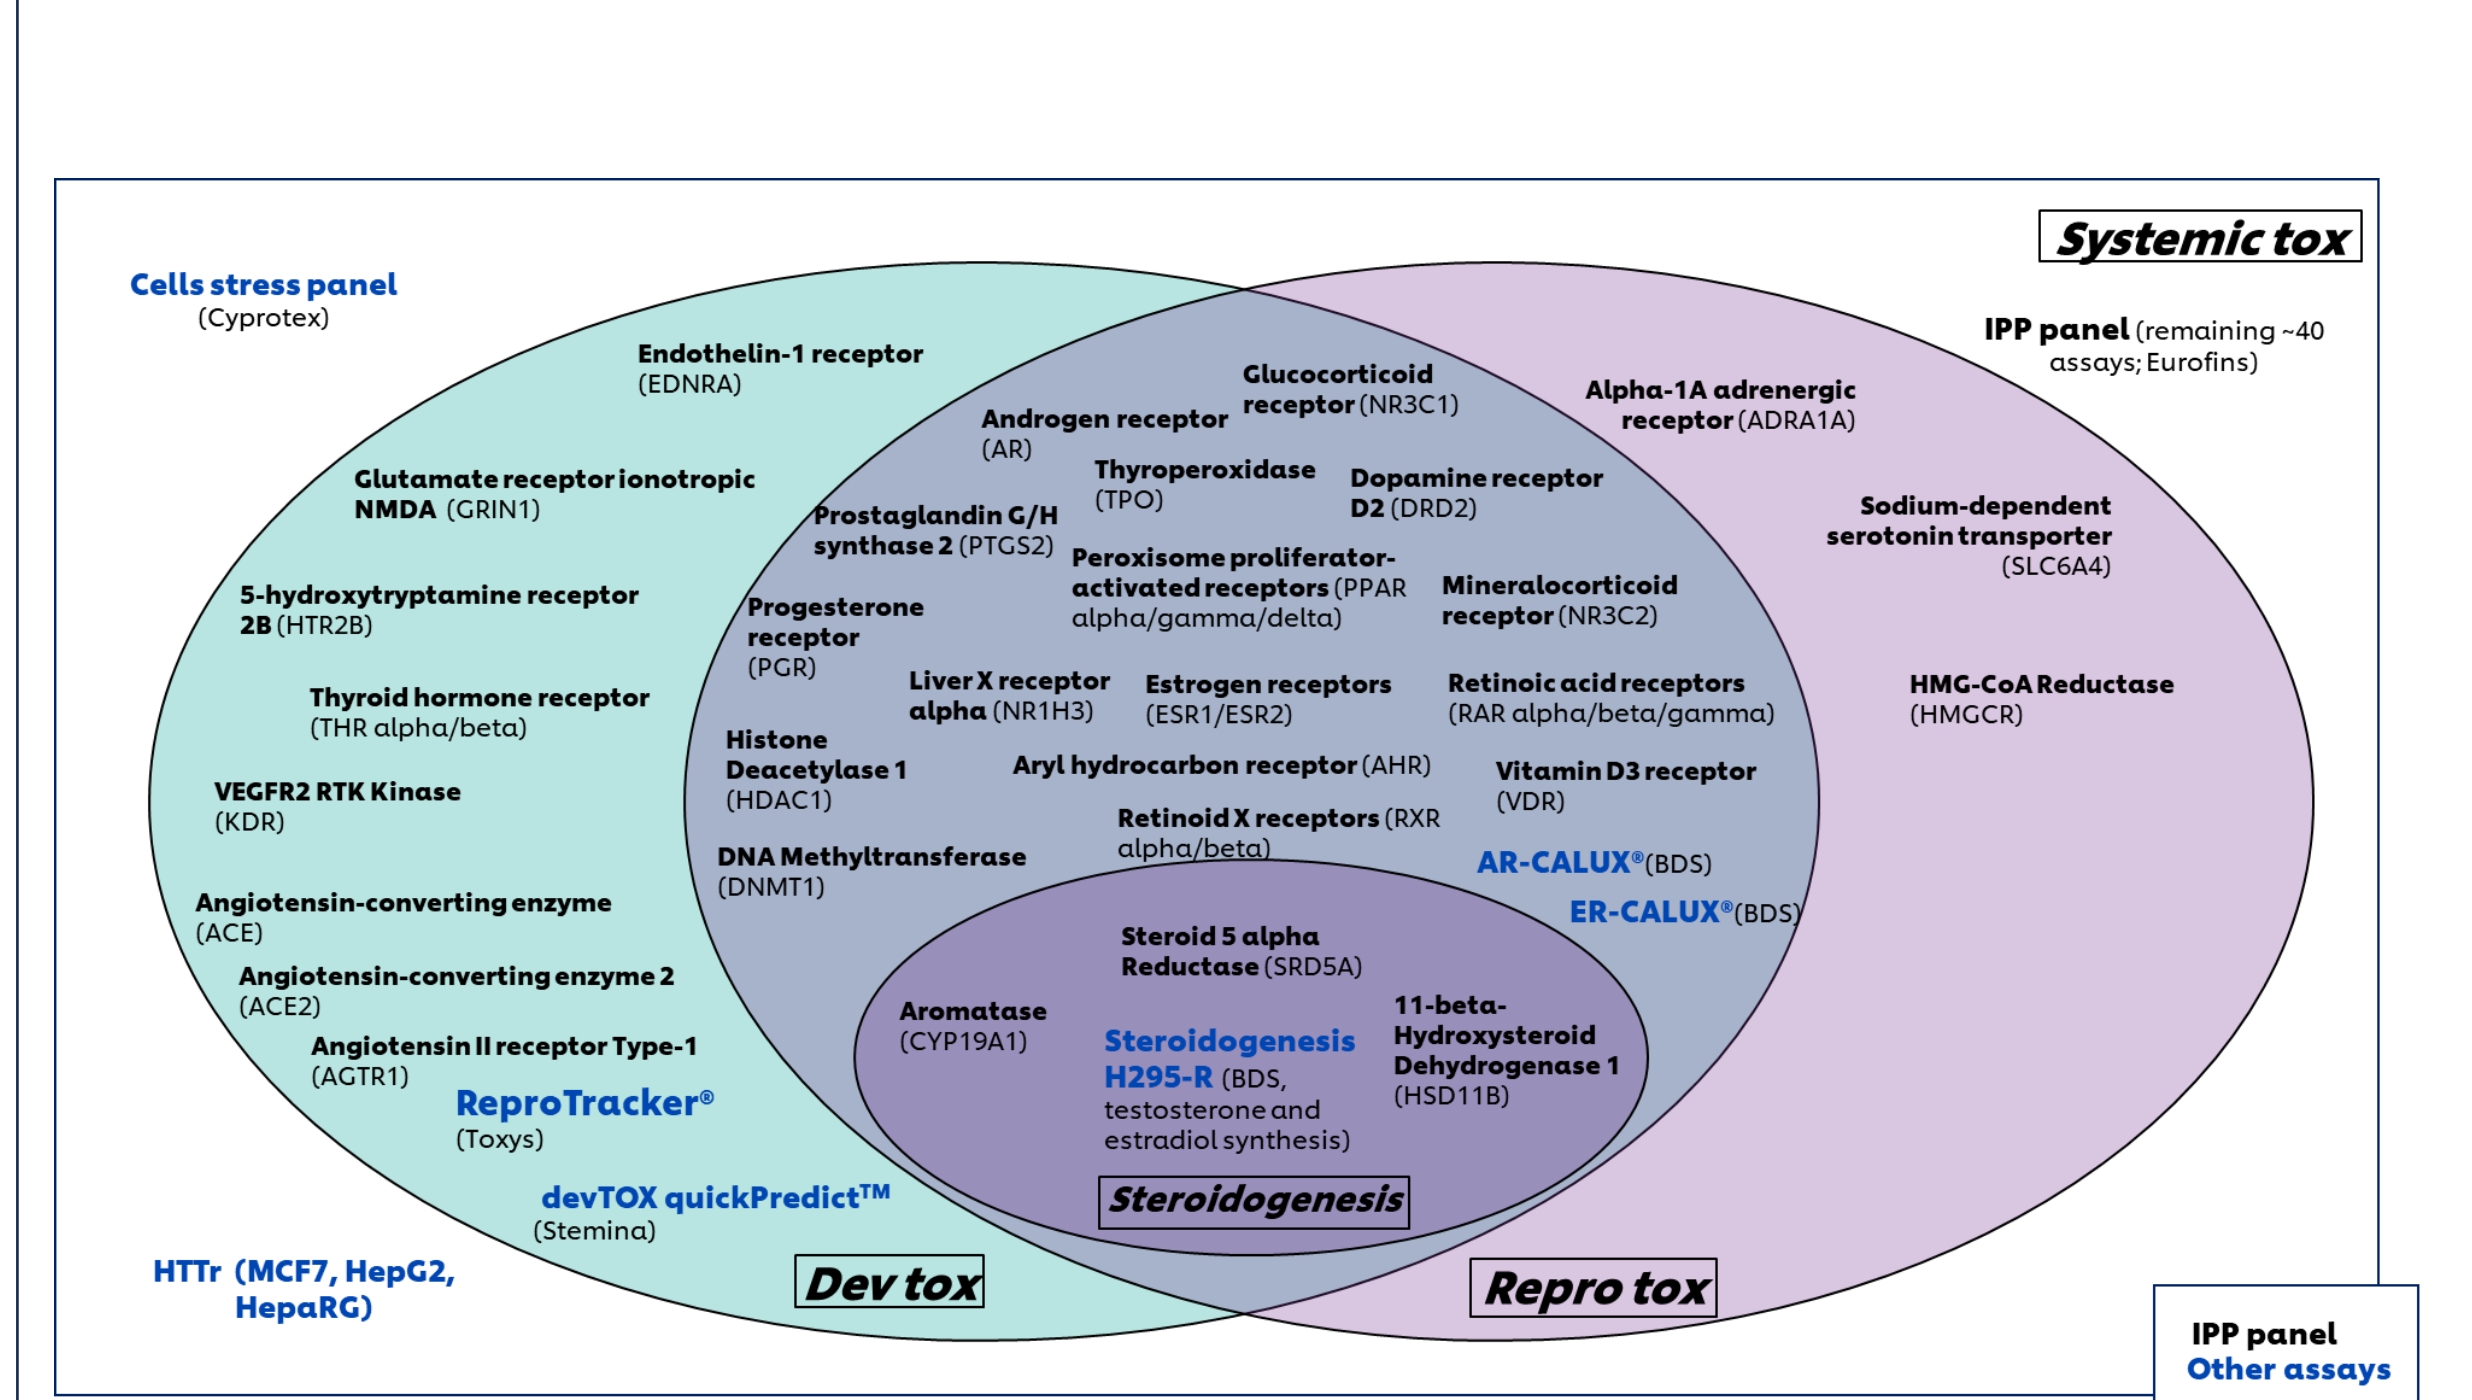 Systemic tox
Cells stress panel
(Cyprotex)
IPP panel (remaining ~40
assays; Eurofins)
Endothelin-1 receptor
(EDNRA)
Glutamate receptor ionotropic
NMDA (GRIN1)
5-hydroxytryptamine receptor
2B (HTR2B)
Thyroid hormone receptor
(THR alpha/beta)
VEGFR2 RTK Kinase
(KDR)
Angiotensin-converting enzyme
(ACE)
Angiotensin-converting enzyme 2
(ACE2)
Angiotensin II receptor Type-1
(AGTR1)
ReproTracker®
(Toxys)
devTOX quickPredict™
(Stemina)
Dev tox
HTTr (MCF7, HepG2,
HepaRG)
Glucocorticoid
receptor (NR3C1)
Androgen receptor
(AR)
Thyroperoxidase
(TPO)
Dopamine receptor
D2 (DRD2)
Prostaglandin G/H
synthase 2 (PTGS2)
Peroxisome proliferator-
activated receptors (PPAR
alpha/gamma/delta)
Mineralocorticoid
receptor (NR3C2)
Progesterone
receptor
(PGR)
Liver X receptor
alpha (NR1H3)
Estrogen receptors
(ESR1/ESR2)
Retinoic acid receptors
(RAR alpha/beta/gamma)
Histone
Deacetylase 1
(HDAC1)
Aryl hydrocarbon receptor (AHR)
Vitamin D3 receptor
(VDR)
Retinoid X receptors (RXR
alpha/beta)
DNA Methyltransferase
(DNMT1)
AR-CALUX®(BDS)
ER-CALUX®(BDS)
Steroid 5 alpha
Reductase (SRD5A)
Aromatase
(CYP19A1)
Steroidogenesis
H295-R (BDS,
testosterone and
estradiol synthesis)
11-beta-
Hydroxysteroid
Dehydrogenase 1
(HSD11B)
Steroidogenesis
Alpha-1A adrenergic
receptor (ADRA1A)
Sodium-dependent
serotonin transporter
(SLC6A4)
HMG-CoA Reductase
(HMGCR)
Repro tox
IPP panel
Other assays